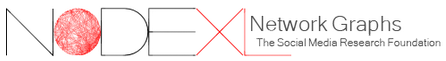 NODEXL Network Graphs
The Social Media Research Foundation